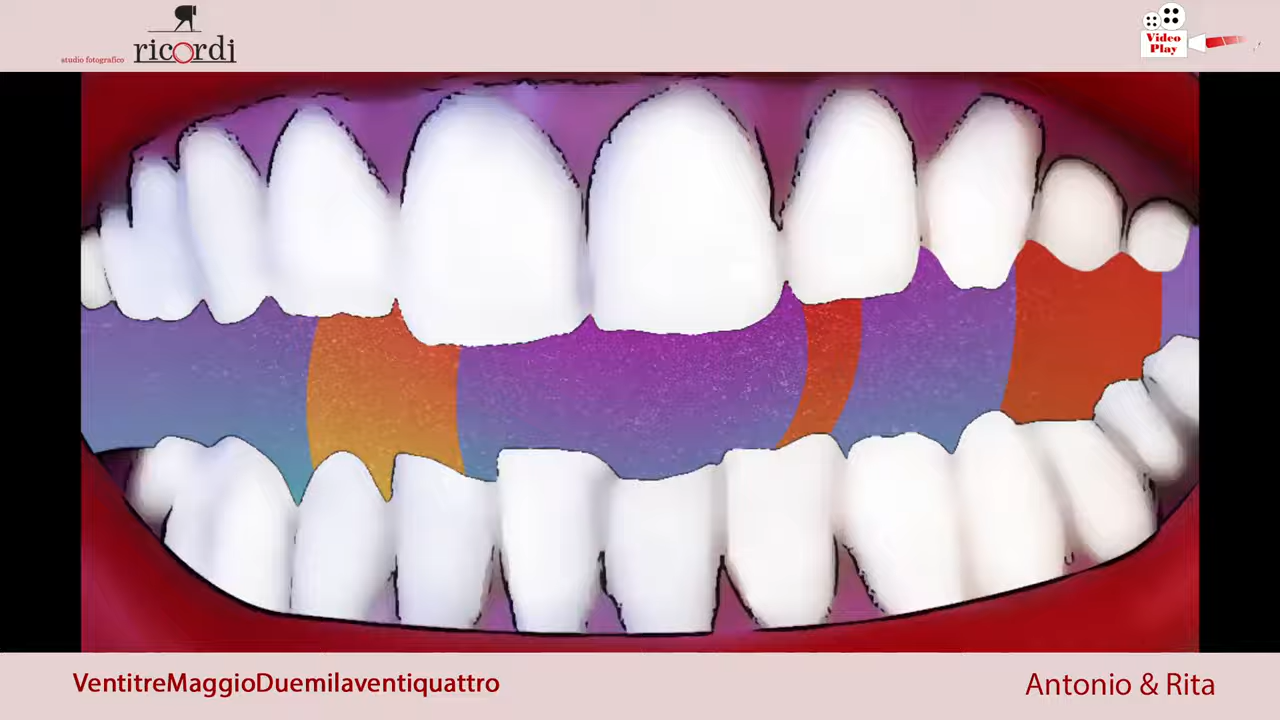 studio fotografico ricordi
Video
Play
VentitreMaggioDuemilaventiquattro
Antonio & Rita